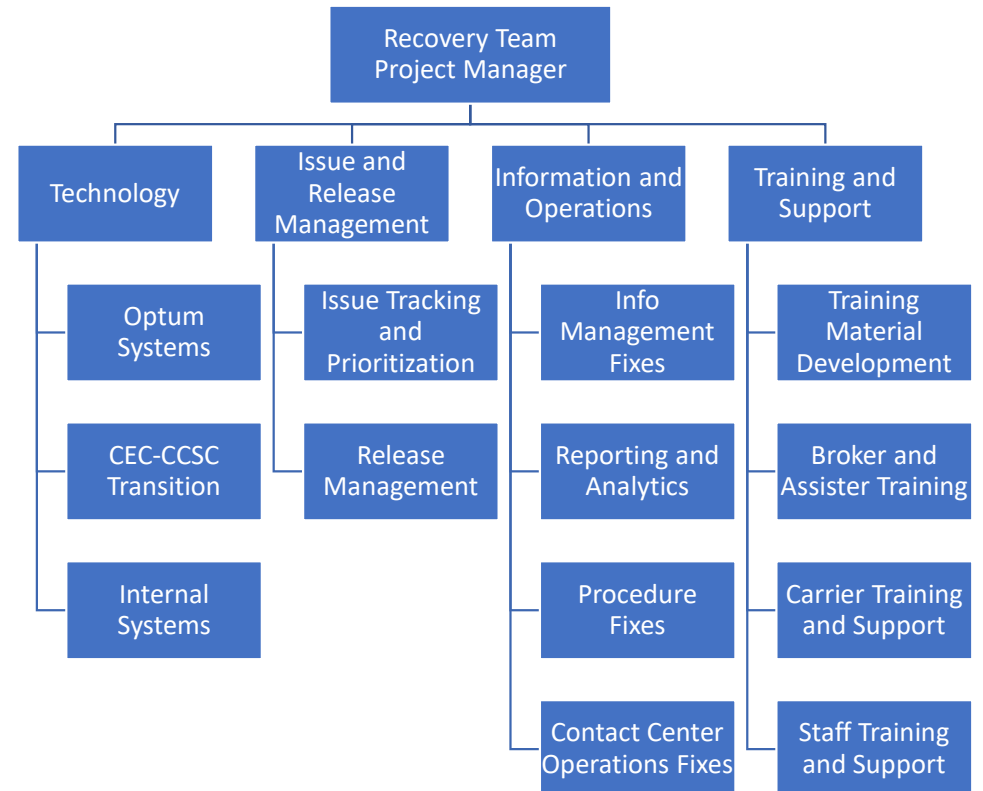 Recovery Team
Project Manager
Technology
Issue and
Release
Management
Information and
Operations
Training and
Support
Optum
Systems
Issue Tracking
and
Prioritization
Info
Management
Fixes
Training
Material
Development
CEC-CCSC
Transition
Release
Management
Reporting and
Analytics
Broker and
Assister Training
Internal
Systems
Procedure
Fixes
Carrier Training
and Support
Contact Center
Operations Fixes
Staff Training
and Support